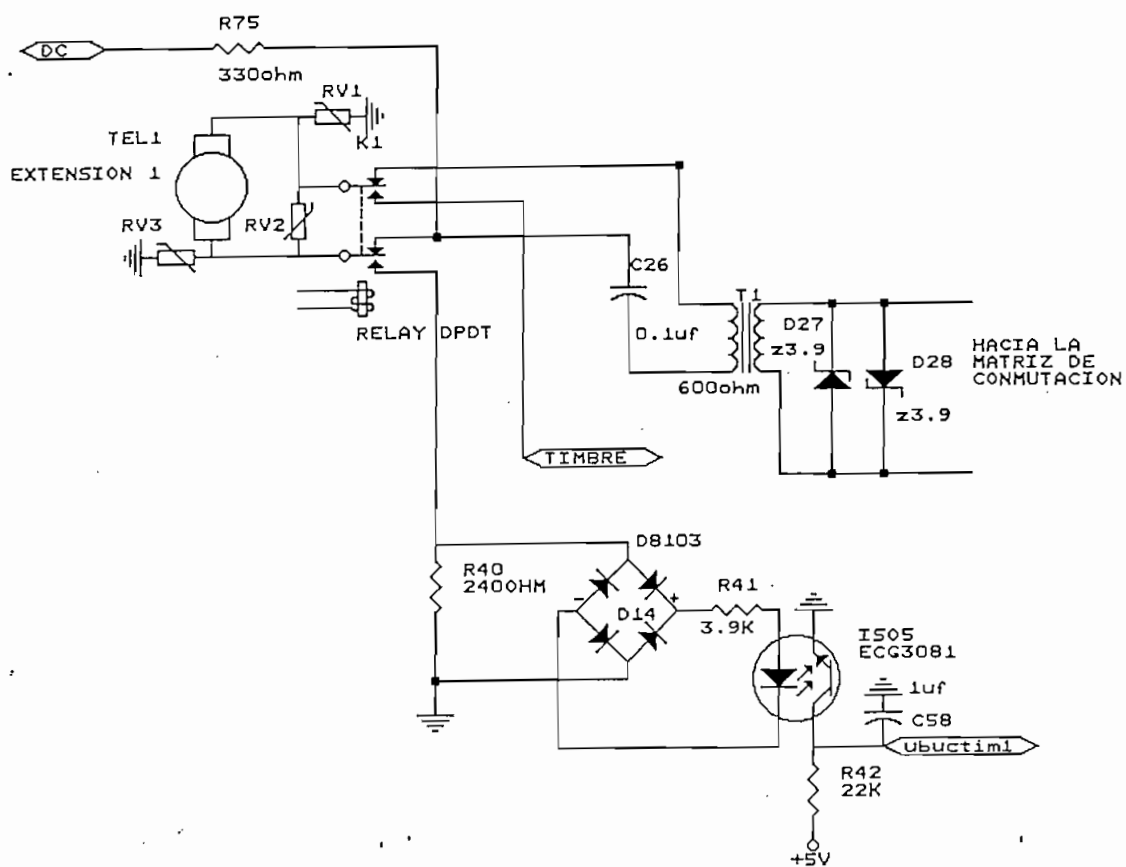 R75
DC
330ohm
RV1
TEL1
K1
EXTENSION 1
RV3
RV2
C26
T1
RELAY DPDT
0.1uf
D27
z3.9
D28
HACIA LA
MATRIZ DE
CONMUTACION
600ohm
z3.9
TIMBRE
D8103
R40
240OHM
R41
-
+
D14
3.9K
ISO5
ECG3081
1uf
C58
ubuctim1
R42
22K
+5V